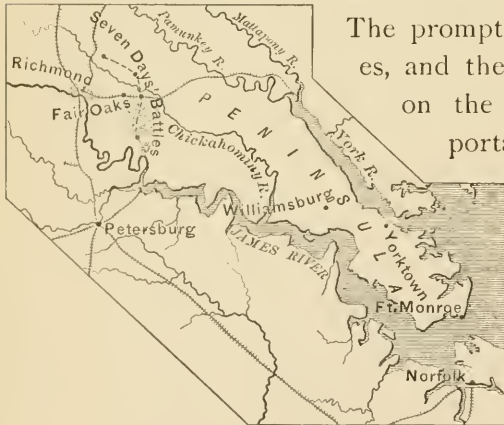 The prompt
es, and the
on the
port
Mattapony R.
Pamunkey R.
Seven Days' Battles
Richmond
Fair Oaks
PENINSULA
Chickahominy R.
York R.
Williamsburg
Yorktown
Petersburg
JAMES RIVER
Ft. Monroe
Norfolk